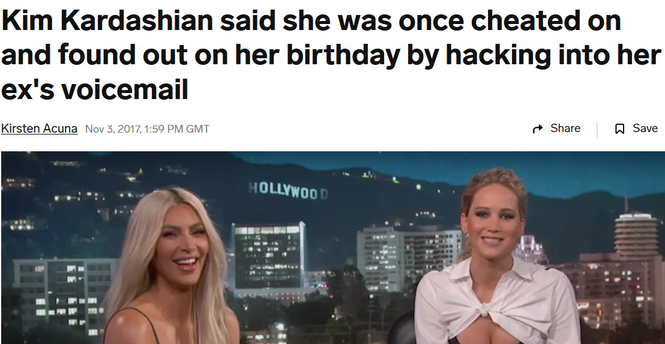 Kim Kardashian said she was once cheated on
and found out on her birthday by hacking into her
ex's voicemail
Kirsten Acuna Nov 3, 2017, 1:59 PM GMT Share Save
HOLLYWOOD